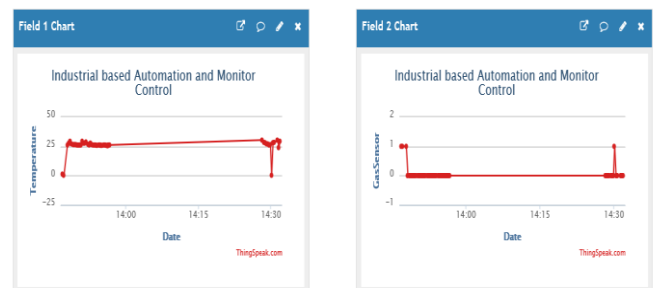 Field 1 Chart
Industrial based Automation and Monitor
Control
50
25
0
-25
Temperature
14:00 14:15 14:30
Date
ThingSpeak.com
Field 2 Chart
Industrial based Automation and Monitor
Control
2
1
0
-1
GasSensor
14:00 14:15 14:30
Date
ThingSpeak.com